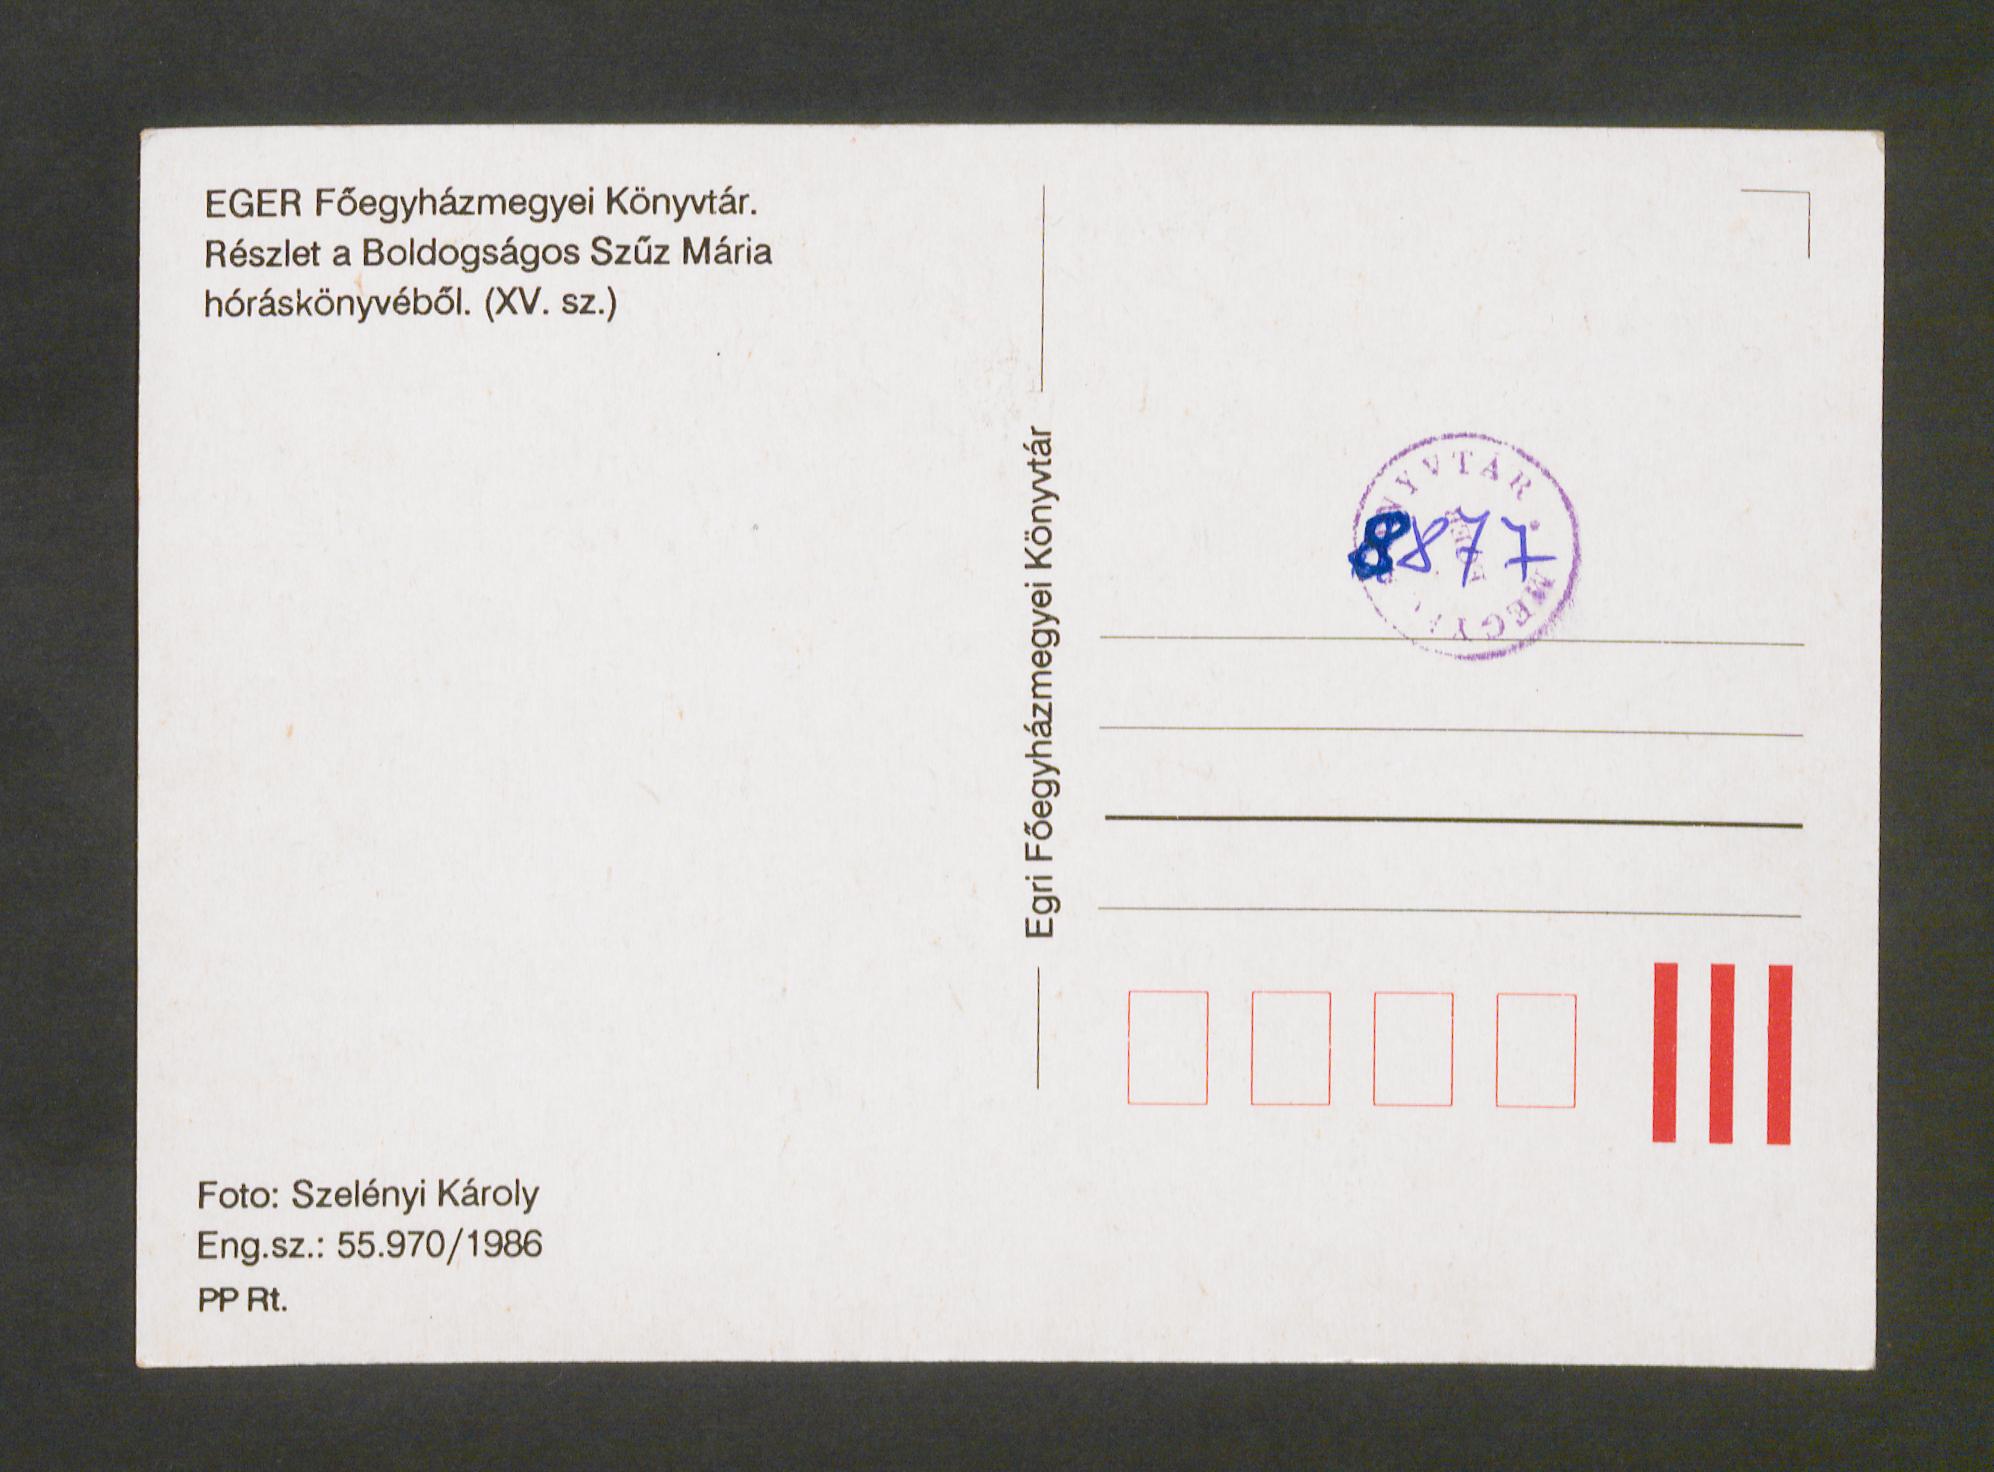 EGER Főegyházmegyei Könyvtár.
Részlet a Boldogságos Szűz Mária
hóráskönyvéből. (XV. sz.)
Egri Főegyházmegyei Könyvtár
8877
Foto: Szelényi Károly
Eng.sz.: 55.970/1986
PP Rt.